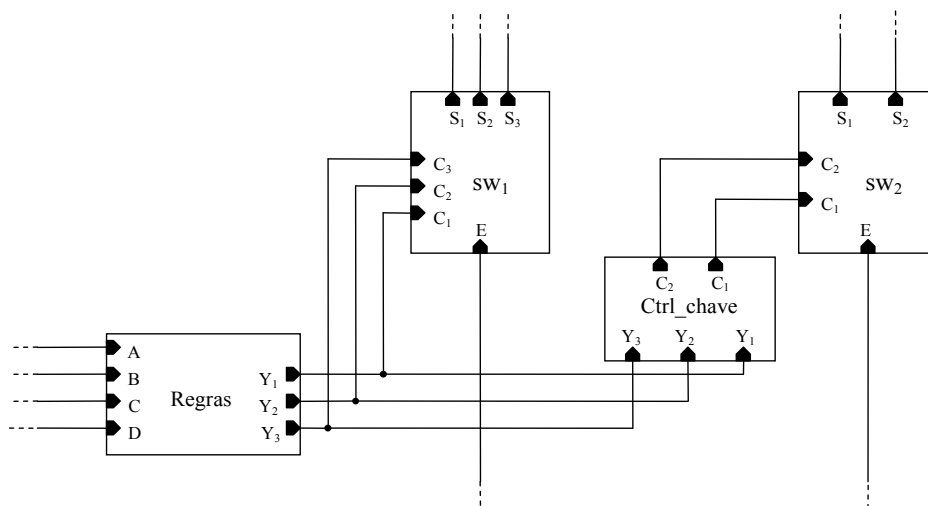 S₁ S₂ S₃
C₃
C₂
C₁
SW₁
E
S₁ S₂
C₂
C₁
SW₂
E
C₂ C₁
Ctrl_chave
Y₃ Y₂ Y₁
A
B
C
D
Regras
Y₁
Y₂
Y₃